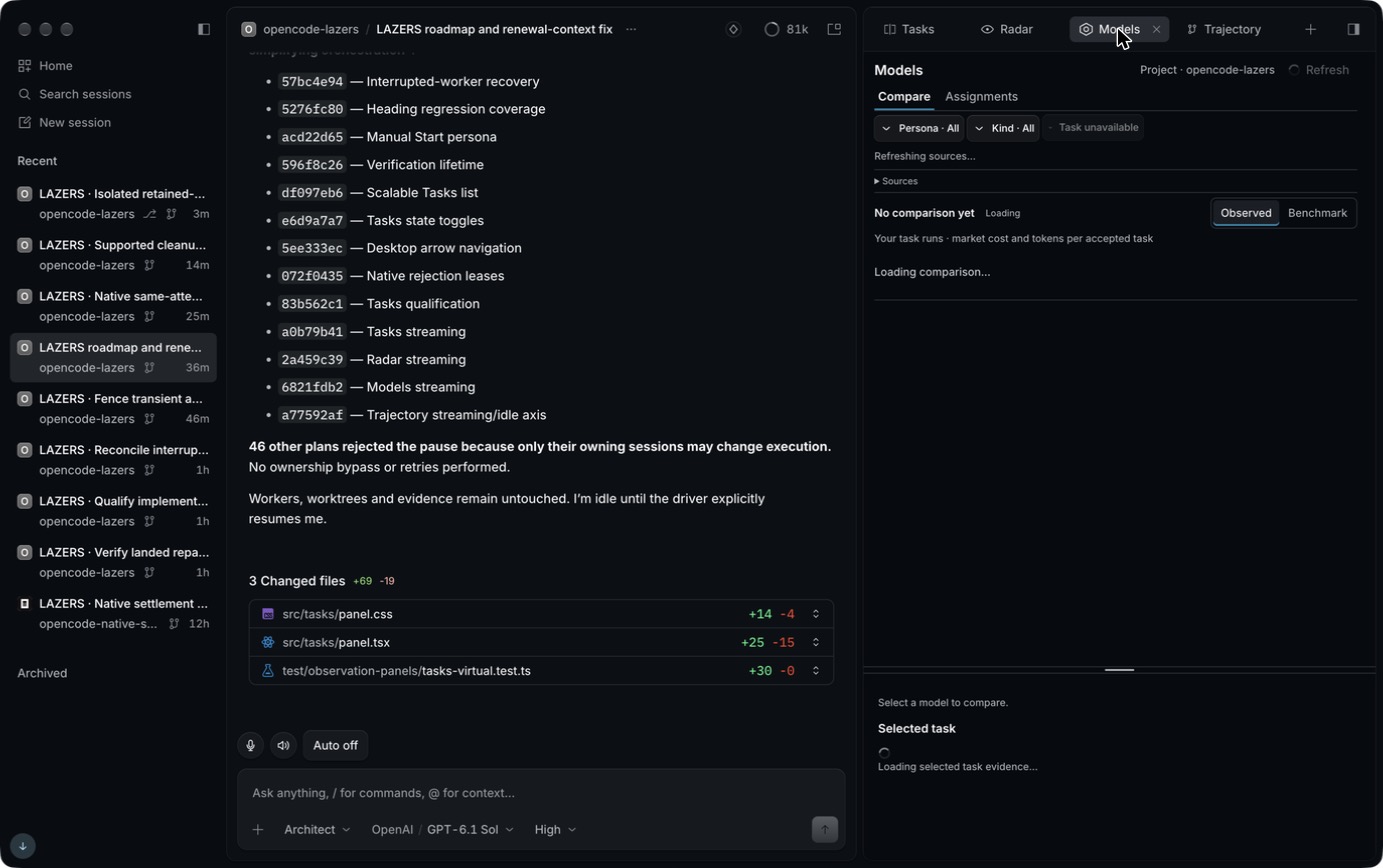 Home
Search sessions
New session
Recent
LAZERS · Isolated retained-...
opencode-lazers 3m
LAZERS · Supported cleanu...
opencode-lazers 14m
LAZERS · Native same-atte...
opencode-lazers 25m
LAZERS roadmap and rene...
opencode-lazers 36m
LAZERS · Fence transient a...
opencode-lazers 46m
LAZERS · Reconcile interrup...
opencode-lazers 1h
LAZERS · Qualify implement...
opencode-lazers 1h
LAZERS · Verify landed repa...
opencode-lazers 1h
LAZERS · Native settlement ...
opencode-native-s... 12h
Archived
opencode-lazers / LAZERS roadmap and renewal-context fix ... 81k
simplifying orchestration".
• 57bc4e94 — Interrupted-worker recovery
• 5276fc80 — Heading regression coverage
• acd22d65 — Manual Start persona
• 596f8c26 — Verification lifetime
• df097eb6 — Scalable Tasks list
• e6d9a7a7 — Tasks state toggles
• 5ee333ec — Desktop arrow navigation
• 072f0435 — Native rejection leases
• 83b562c1 — Tasks qualification
• a0b79b41 — Tasks streaming
• 2a459c39 — Radar streaming
• 6821fdb2 — Models streaming
• a77592af — Trajectory streaming/idle axis
46 other plans rejected the pause because only their owning sessions may change execution.
No ownership bypass or retries performed.
Workers, worktrees and evidence remain untouched. I’m idle until the driver explicitly
resumes me.
3 Changed files +69 -19
src/tasks/panel.css +14 -4
src/tasks/panel.tsx +25 -15
test/observation-panels/tasks-virtual.test.ts +30 -0
Auto off
Ask anything, / for commands, @ for context...
Architect OpenAI / GPT-6.1 Sol High
Tasks Radar Models Trajectory
Models Project · opencode-lazers Refresh
Compare Assignments
Persona · All Kind · All Task unavailable
Refreshing sources...
Sources
No comparison yet Loading Observed Benchmark
Your task runs · market cost and tokens per accepted task
Loading comparison...
Select a model to compare.
Selected task
Loading selected task evidence...